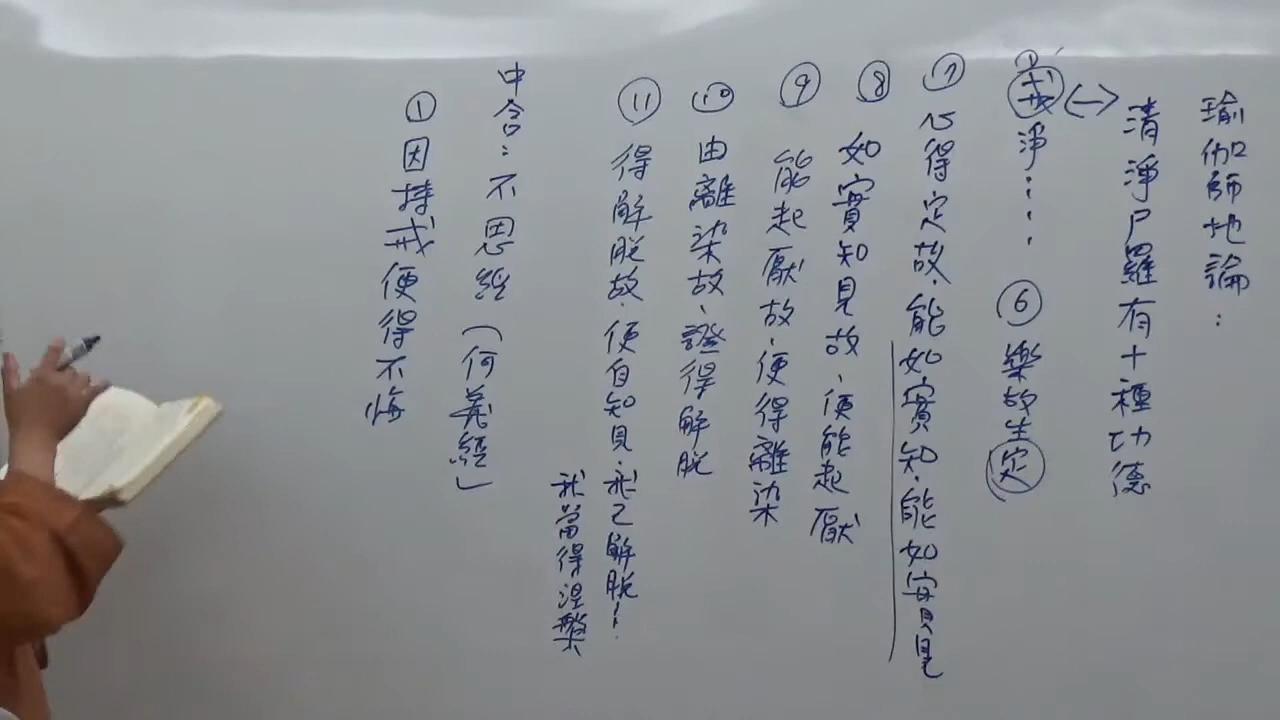 瑜伽師地論：
清淨尸羅有十種功德
①戒淨…… ⑥樂故生定
⑦心得定故、能如實知、能如實見
⑧如實知見故、便能起厭
⑨能起厭故、便得離染
⑩由離染故、證得解脫
⑪得解脫故、便自知見、我已解脫！
我當得涅槃
中含：不思經（何義經」
①因持戒便得不悔